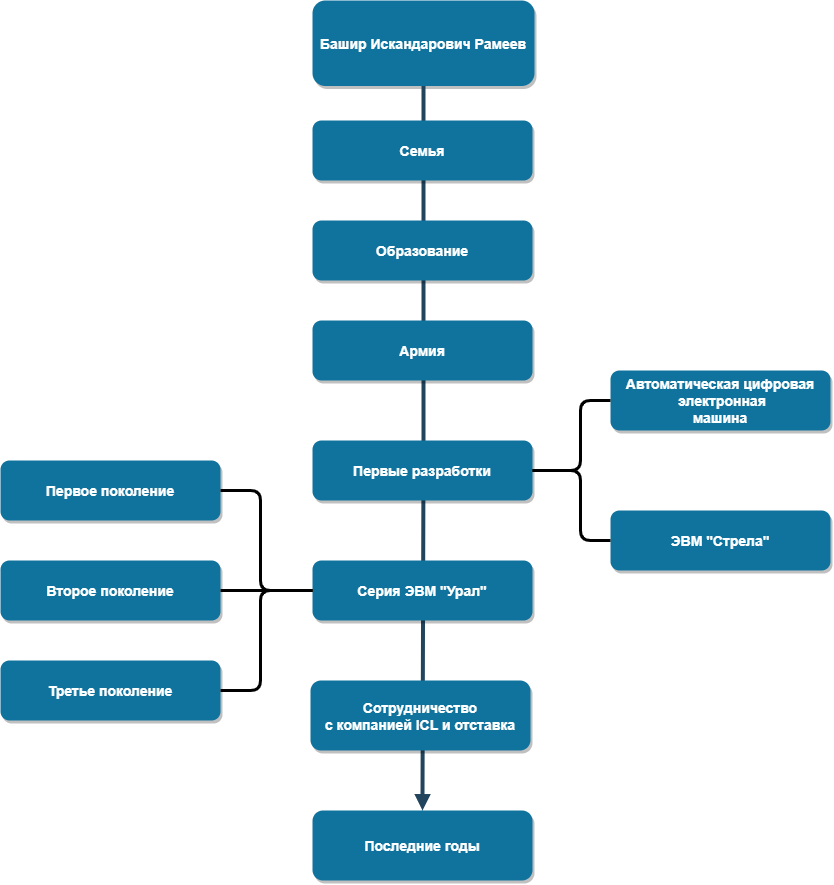 Башир Искандарович Рамеев
Семья
Образование
Армия
Автоматическая цифровая
электронная
машина
Первые разработки
Первое поколение
ЭВМ "Стрела"
Второе поколение
Серия ЭВМ "Урал"
Третье поколение
Сотрудничество
с компанией ICL и отставка
Последние годы